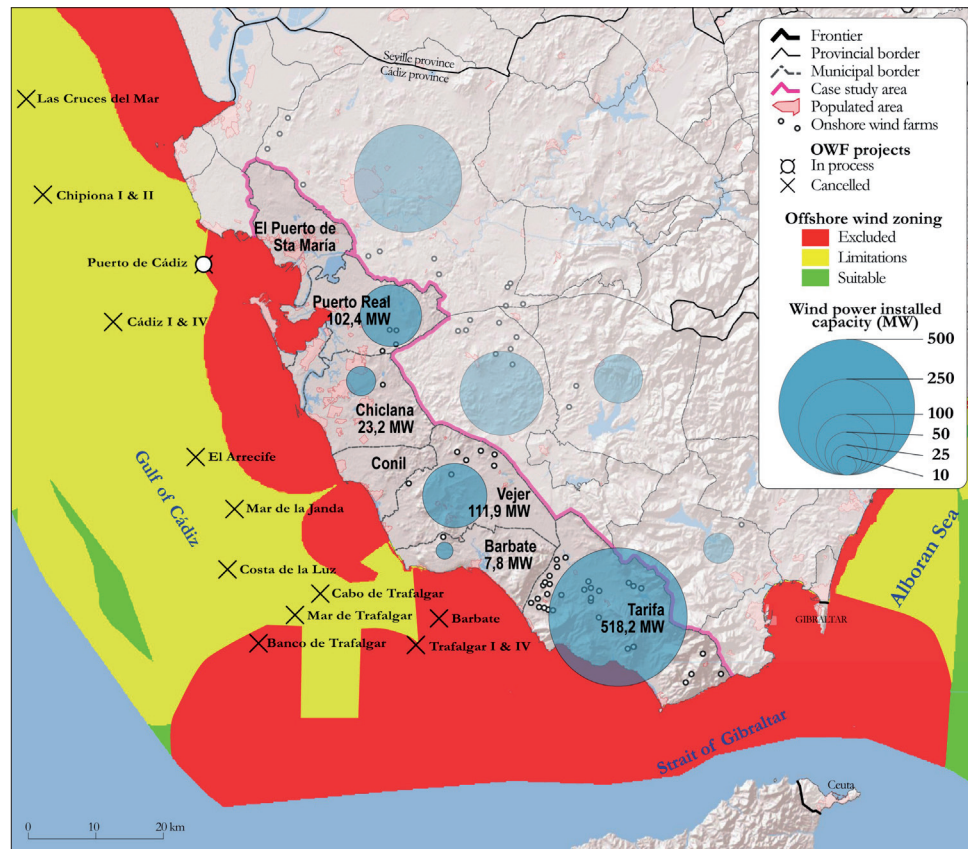 Seville province
Cádiz province
Las Cruces del Mar
Chipiona I & II
El Puerto de
Sta María
Puerto de Cádiz
Puerto Real
102,4 MW
Cádiz I & IV
Chiclana
23,2 MW
Conil
El Arrecife
Gulf of Cádiz
Mar de la Janda
Vejer
111,9 MW
Barbate
7,8 MW
Costa de la Luz
Cabo de Trafalgar
Mar de Trafalgar
Barbate
Banco de Trafalgar
Trafalgar I & IV
Tarifa
518,2 MW
GIBRALTAR
Alboran Sea
Strait of Gibraltar
Ceuta
0 10 20 km
Frontier
Provincial border
Municipal border
Case study area
Populated area
Onshore wind farms
OWF projects
In process
Cancelled
Offshore wind zoning
Excluded
Limitations
Suitable
Wind power installed
capacity (MW)
500
250
100
50
25
10